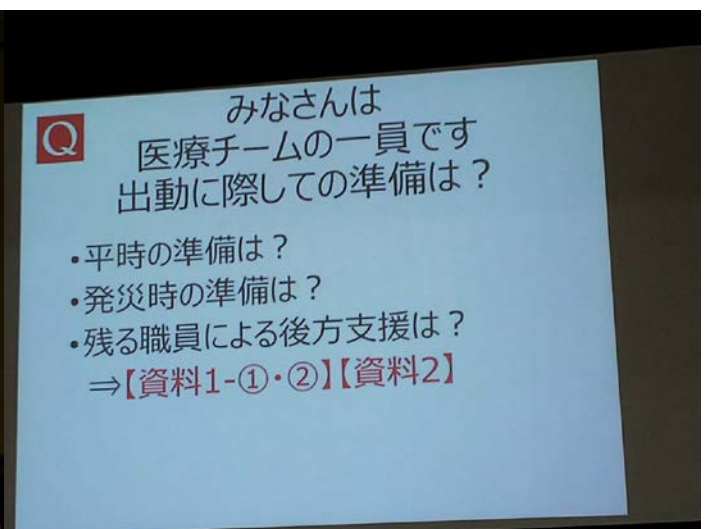 Q
みなさんは
医療チームの一員です
出動に際しての準備は？
・平時の準備は？
・発災時の準備は？
・残る職員による後方支援は？
⇒【資料1-①・②】【資料2】